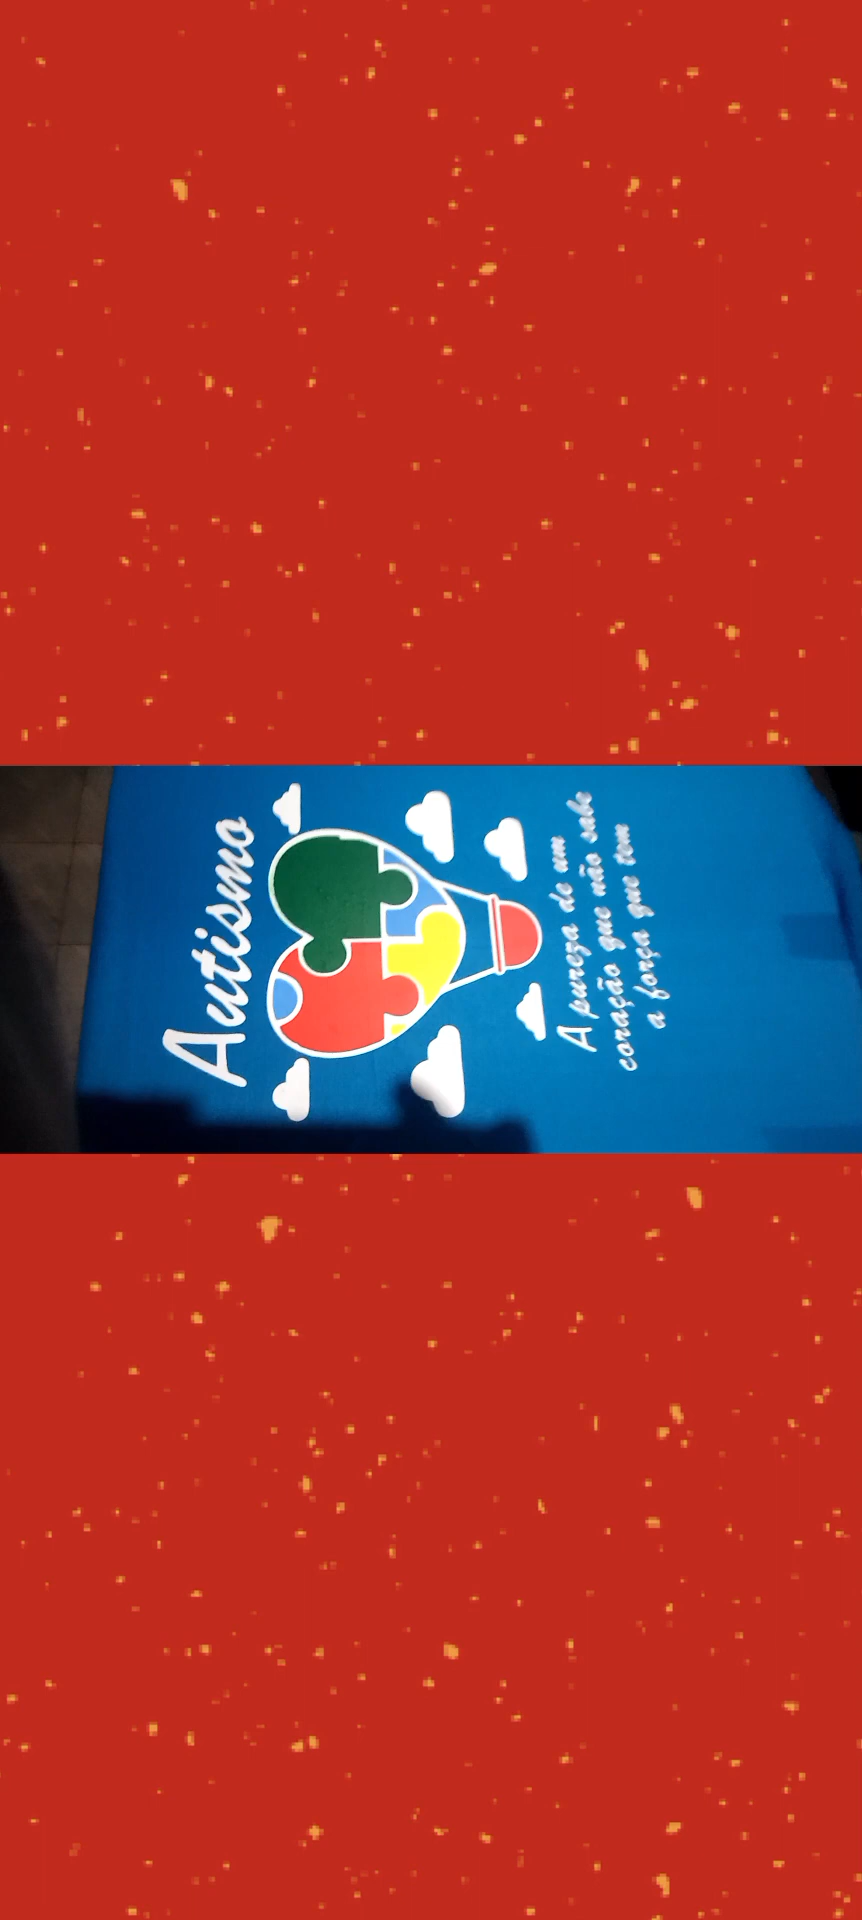 Autismo
A pureza de um
coração que não sabe
a força que tem